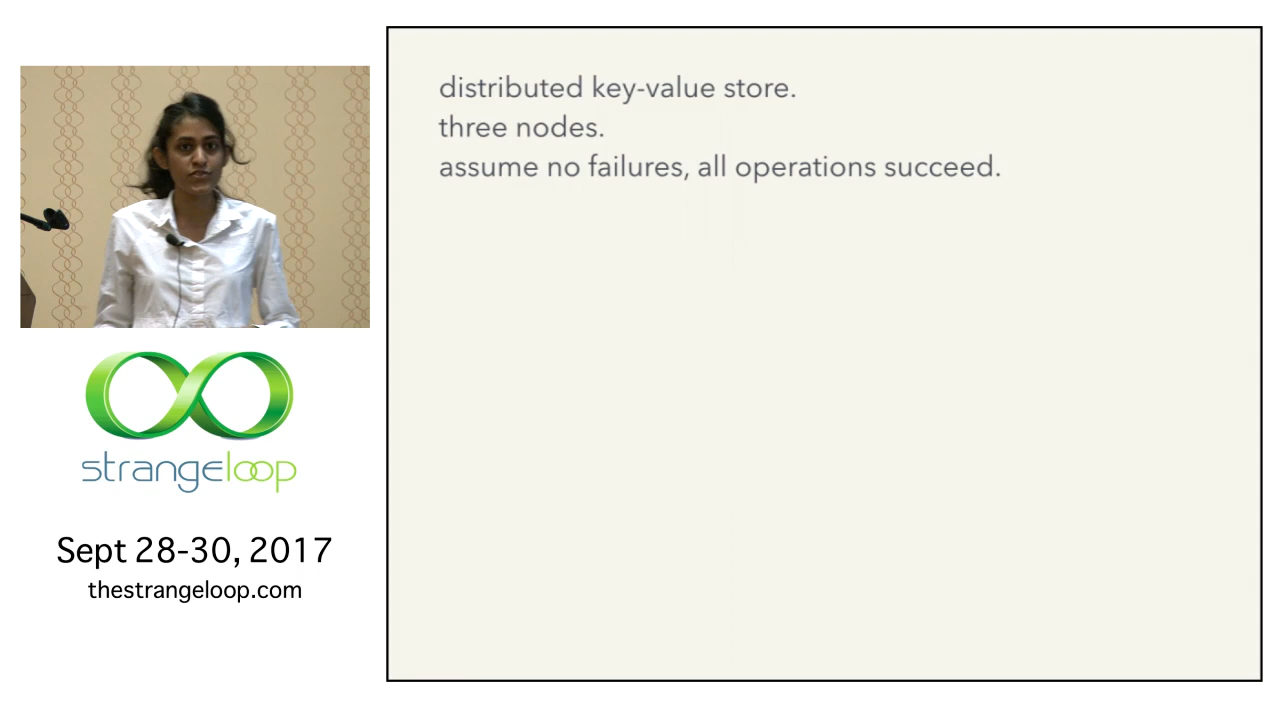 distributed key-value store.
three nodes.
assume no failures, all operations succeed.
strangeloop
Sept 28-30, 2017
thestrangeloop.com